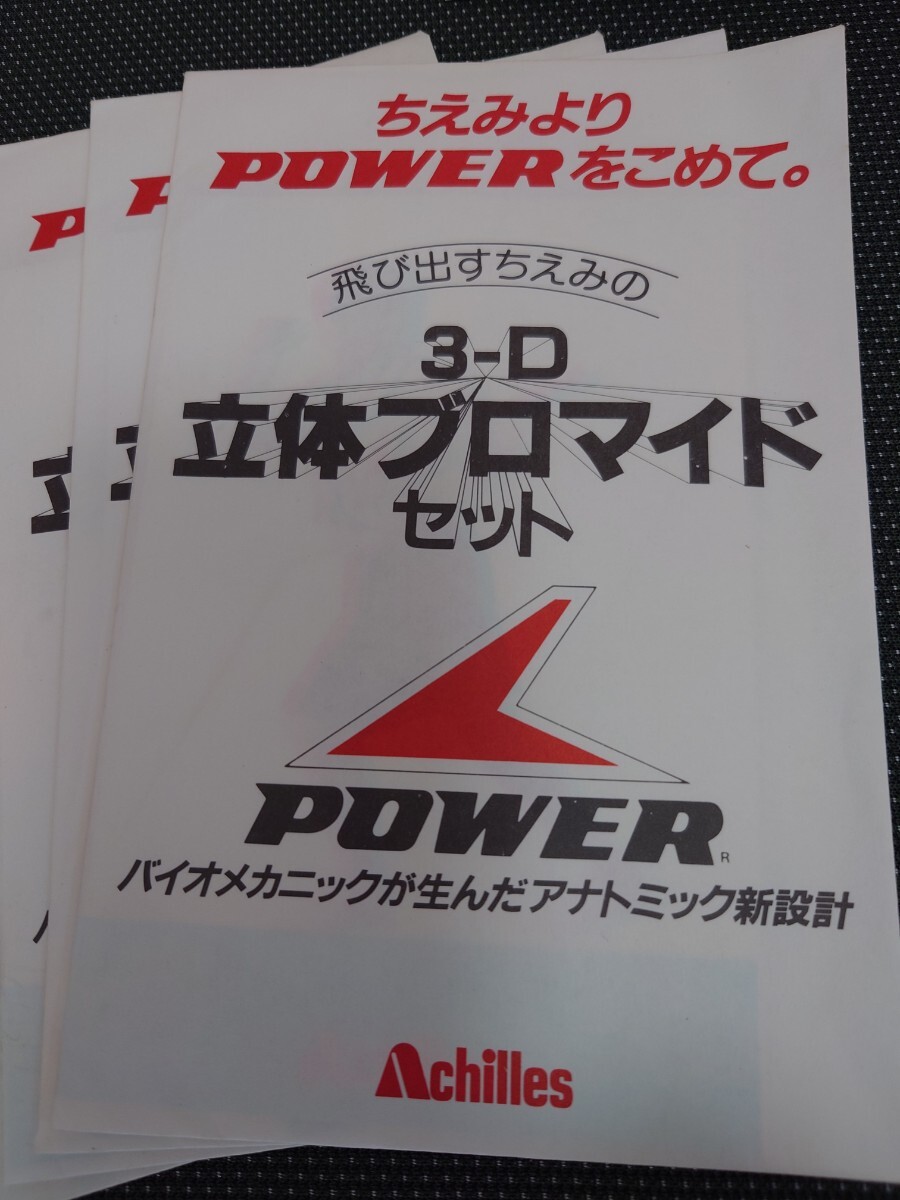 ちえみより
POWERをこめて。
飛び出すちえみの
3-D
立体ブロマイド
セット
POWER R
バイオメカニックが生んだアナトミック新設計
Achilles
P
立
P
立